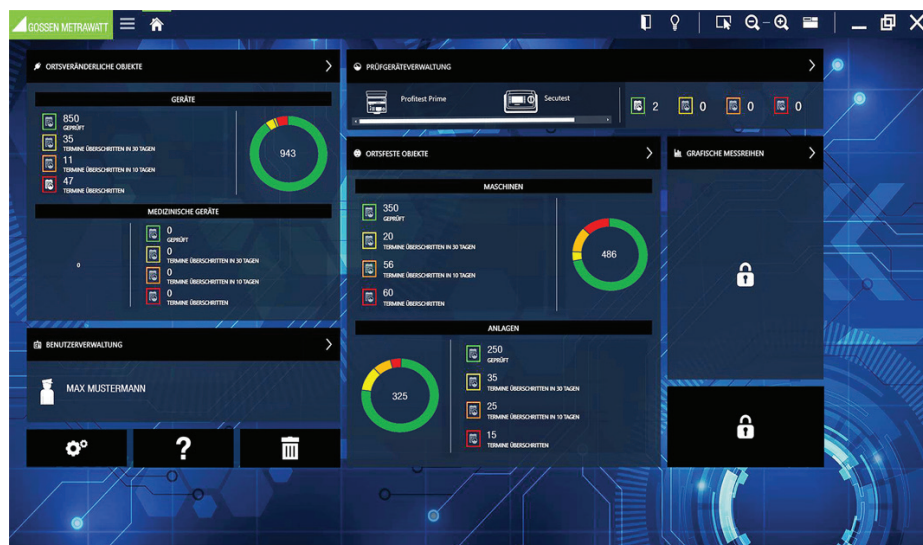 GOSSEN METRAWATT
ORTSVERÄNDERLICHE OBJEKTE
GERÄTE
850
GEPRÜFT
35
TERMINE ÜBERSCHRITTEN IN 30 TAGEN
11
TERMINE ÜBERSCHRITTEN IN 10 TAGEN
47
TERMINE ÜBERSCHRITTEN
943
MEDIZINISCHE GERÄTE
0
0
GEPRÜFT
0
TERMINE ÜBERSCHRITTEN IN 30 TAGEN
0
TERMINE ÜBERSCHRITTEN IN 10 TAGEN
0
TERMINE ÜBERSCHRITTEN
BENUTZERVERWALTUNG
MAX MUSTERMANN
?
PRÜFGERÄTEVERWALTUNG
Profitest Prime
Secutest
2
0
0
0
ORTSFESTE OBJEKTE
MASCHINEN
350
GEPRÜFT
20
TERMINE ÜBERSCHRITTEN IN 30 TAGEN
56
TERMINE ÜBERSCHRITTEN IN 10 TAGEN
60
TERMINE ÜBERSCHRITTEN
486
ANLAGEN
325
250
GEPRÜFT
35
TERMINE ÜBERSCHRITTEN IN 30 TAGEN
25
TERMINE ÜBERSCHRITTEN IN 10 TAGEN
15
TERMINE ÜBERSCHRITTEN
GRAFISCHE MESSREIHEN